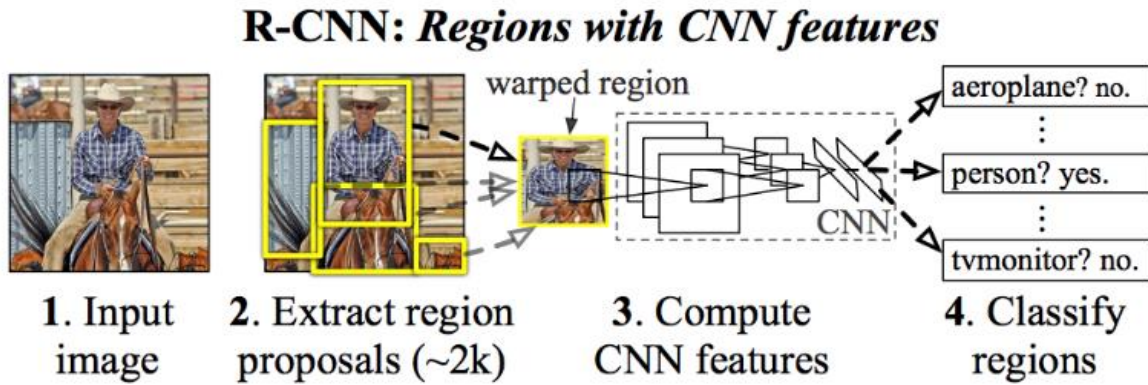 R-CNN: Regions with CNN features
warped region
aeroplane? no.
person? yes.
tvmonitor? no.
CNN
1. Input
image
2. Extract region
proposals (~2k)
3. Compute
CNN features
4. Classify
regions